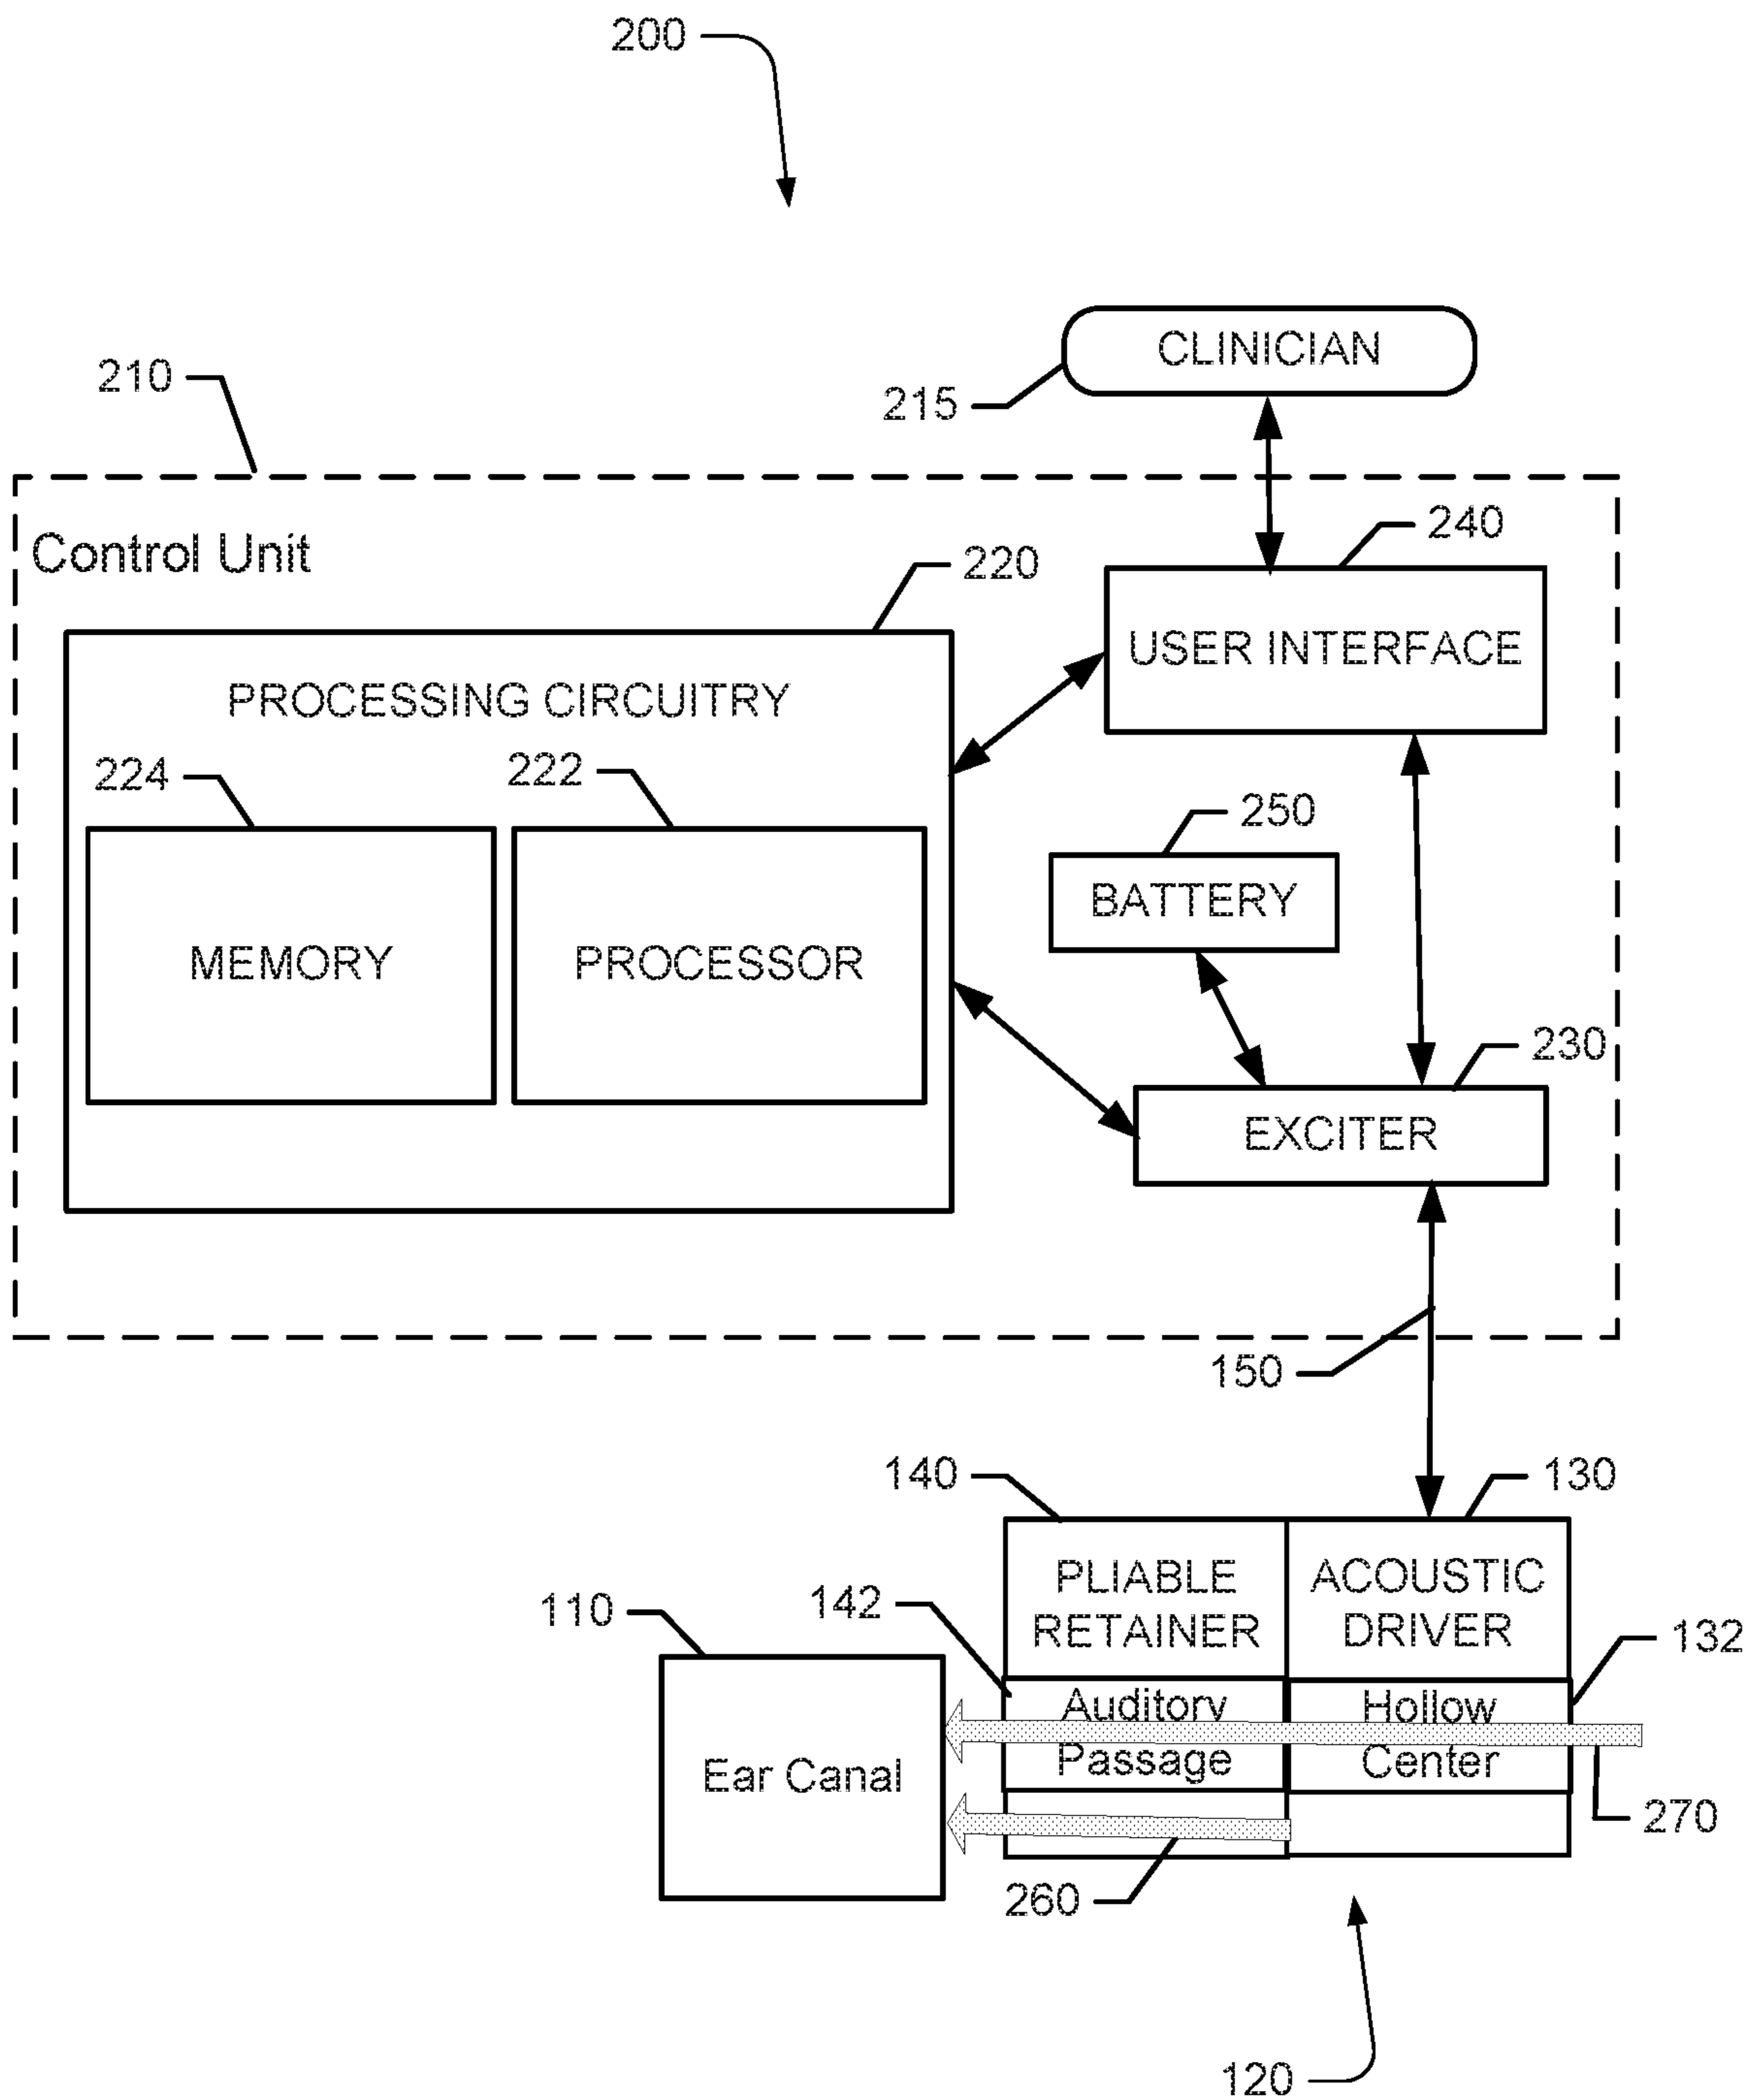 200
CLINICIAN
210
215
240
Control Unit
220
USER INTERFACE
PROCESSING CIRCUITRY
224
222
250
BATTERY
MEMORY
PROCESSOR
230
EXCITER
150
140
130
PLIABLE
RETAINER
ACOUSTIC
DRIVER
110
142
132
Auditory
Passage
Hollow
Center
Ear Canal
270
260
120